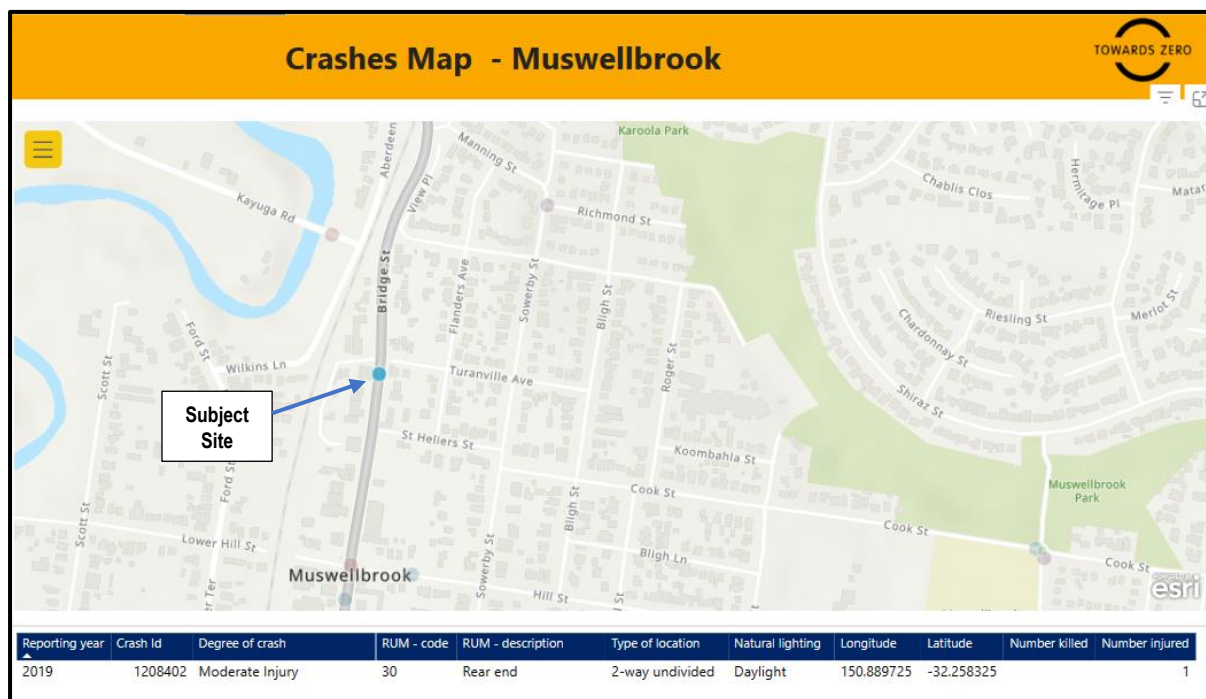 Crashes Map - Muswellbrook
TOWARDS ZERO
Karoola Park
Aberdeen
Manning St
View Pl
Chablis Clos
Hermitage Pl
Matar
Kayuga Rd
Richmond St
Bridge St
Flanders Ave
Sowerby St
Bligh St
Riesling St
Merlot St
Ford St
Chardonnay St
Scott St
Wilkins Ln
Turanville Ave
Roger St
Shiraz St
Subject
Site
St Heliers St
Koombahla St
Ford St
Cook St
Muswellbrook
Park
Scott St
Bligh St
Cook St
Lower Hill St
Bligh Ln
Cook St
Muswellbrook
Sowerby St
Hill St
St
er Ter
esri
Reporting year Crash Id Degree of crash RUM - code RUM - description Type of location Natural lighting Longitude Latitude Number killed Number injured
2019 1208402 Moderate Injury 30 Rear end 2-way undivided Daylight 150.889725 -32.258325 1